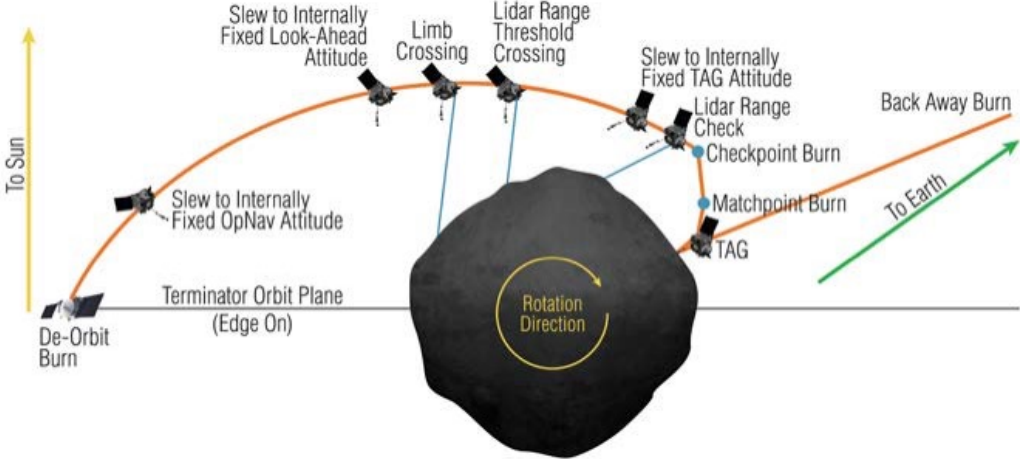 Slew to Internally
Fixed Look-Ahead
Attitude
Limb
Crossing
Lidar Range
Threshold
Crossing
Slew to Internally
Fixed TAG Attitude
Lidar Range
Check
Back Away Burn
Checkpoint Burn
To Sun
Slew to Internally
Fixed OpNav Attitude
Matchpoint Burn
To Earth
TAG
Terminator Orbit Plane
(Edge On)
De-Orbit
Burn
Rotation
Direction